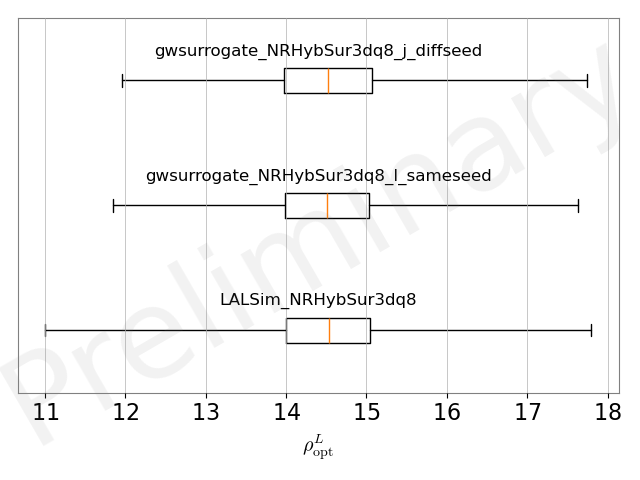 gwsurrogate_NRHybSur3dq8_j_diffseed
gwsurrogate_NRHybSur3dq8_l_sameseed
LALSim_NRHybSur3dq8
Preliminary
11 12 13 14 15 16 17 18
ρ^L_opt